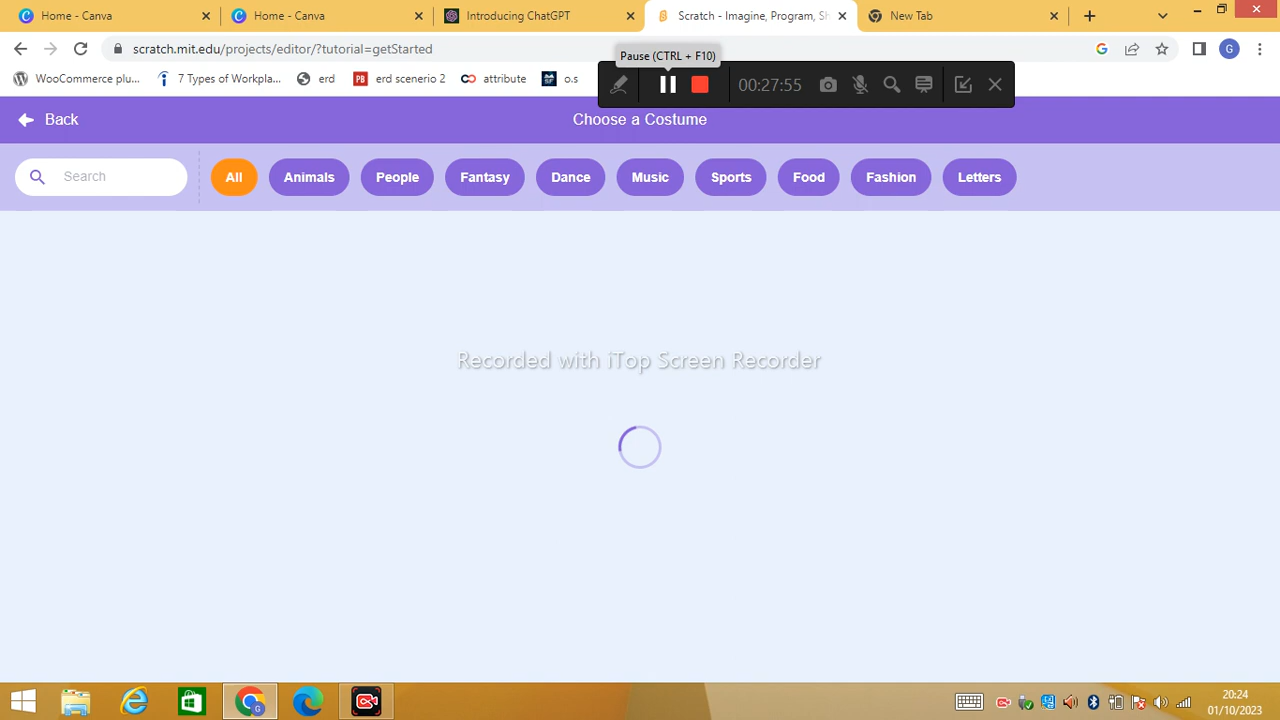 Home - Canva
Home - Canva
Introducing ChatGPT
Scratch - Imagine, Program, Sh
New Tab
scratch.mit.edu/projects/editor/?tutorial=getStarted
G
Pause (CTRL + F10)
WooCommerce plu...
7 Types of Workpla...
erd
erd scenerio 2
attribute
o.s
00:27:55
Back
Choose a Costume
Search
All
Animals
People
Fantasy
Dance
Music
Sports
Food
Fashion
Letters
Recorded with iTop Screen Recorder
20:24
01/10/2023